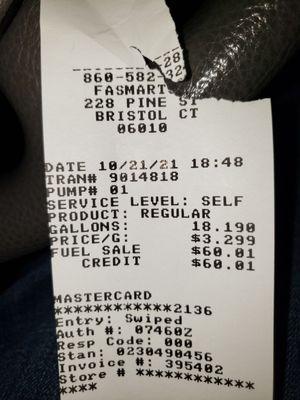 860-582-
FASMART
228 PINE ST
BRISTOL CT
06010
DATE 10/21/21 18:48
TRAN# 9014818
PUMP# 01
SERVICE LEVEL: SELF
PRODUCT: REGULAR
GALLONS: 18.190
PRICE/G: $3.299
FUEL SALE $60.01
CREDIT $60.01
MASTERCARD
************2136
Entry: Swiped
Auth #: 07460Z
Resp Code: 000
Stan: 0230490456
Invoice #: 395402
Store # ************
****